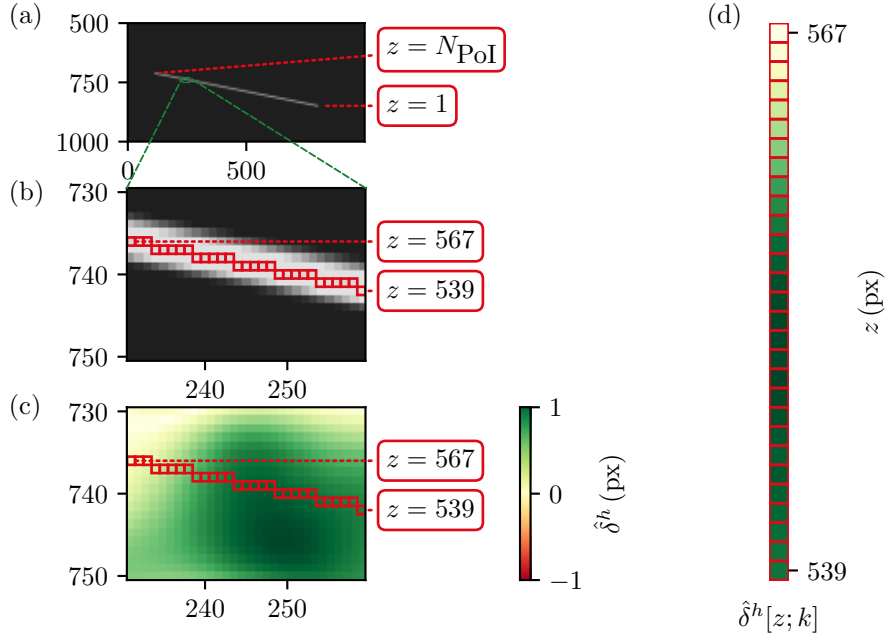 (a)
500
750
1000
0
500
z = N_PoI
z = 1
(b)
730
740
750
240
250
z = 567
z = 539
(c)
730
740
750
240
250
z = 567
z = 539
1
0
−1
δ̂^h (px)
(d)
567
539
z (px)
δ̂^h[z; k]